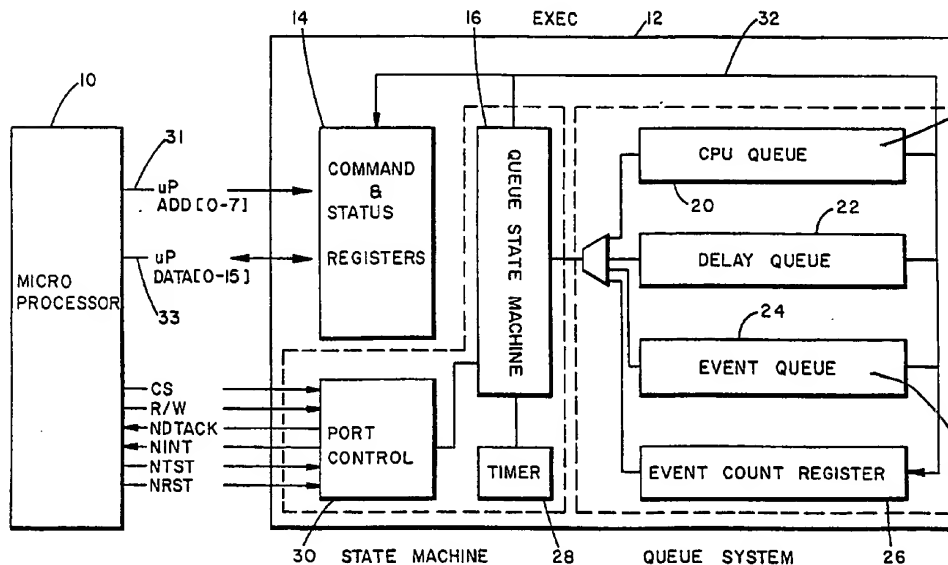 14 EXEC 16 12 32
10
31
uP
ADD [0-7]
uP
DATA[0-15]
33
MICRO
PROCESSOR
COMMAND
&
STATUS
REGISTERS
QUEUE STATE MACHINE
CPU QUEUE
20
22
DELAY QUEUE
24
EVENT QUEUE
EVENT COUNT REGISTER
CS
R/W
NDTACK
NINT
NTST
NRST
PORT
CONTROL
TIMER
30 STATE MACHINE 28 QUEUE SYSTEM 26